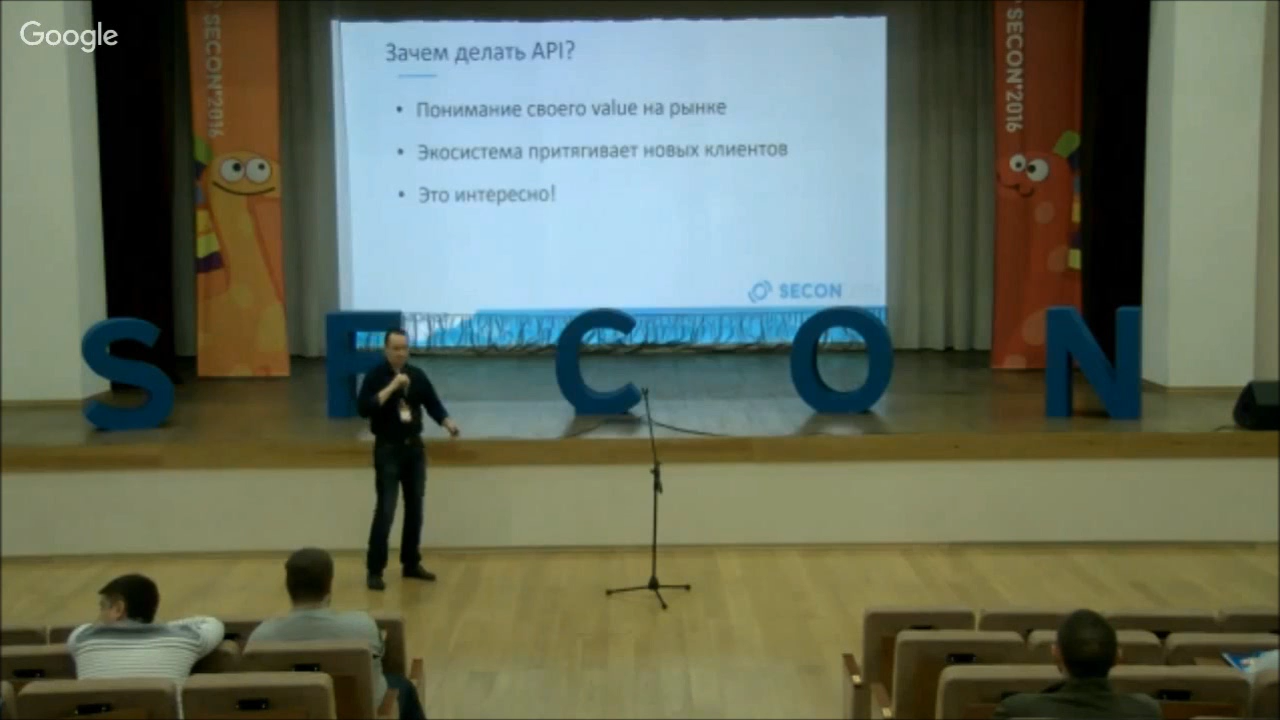 Google
SECON'2016
SECON'2016
Зачем делать API?
• Понимание своего value на рынке
• Экосистема притягивает новых клиентов
• Это интересно!
SECON
SECON